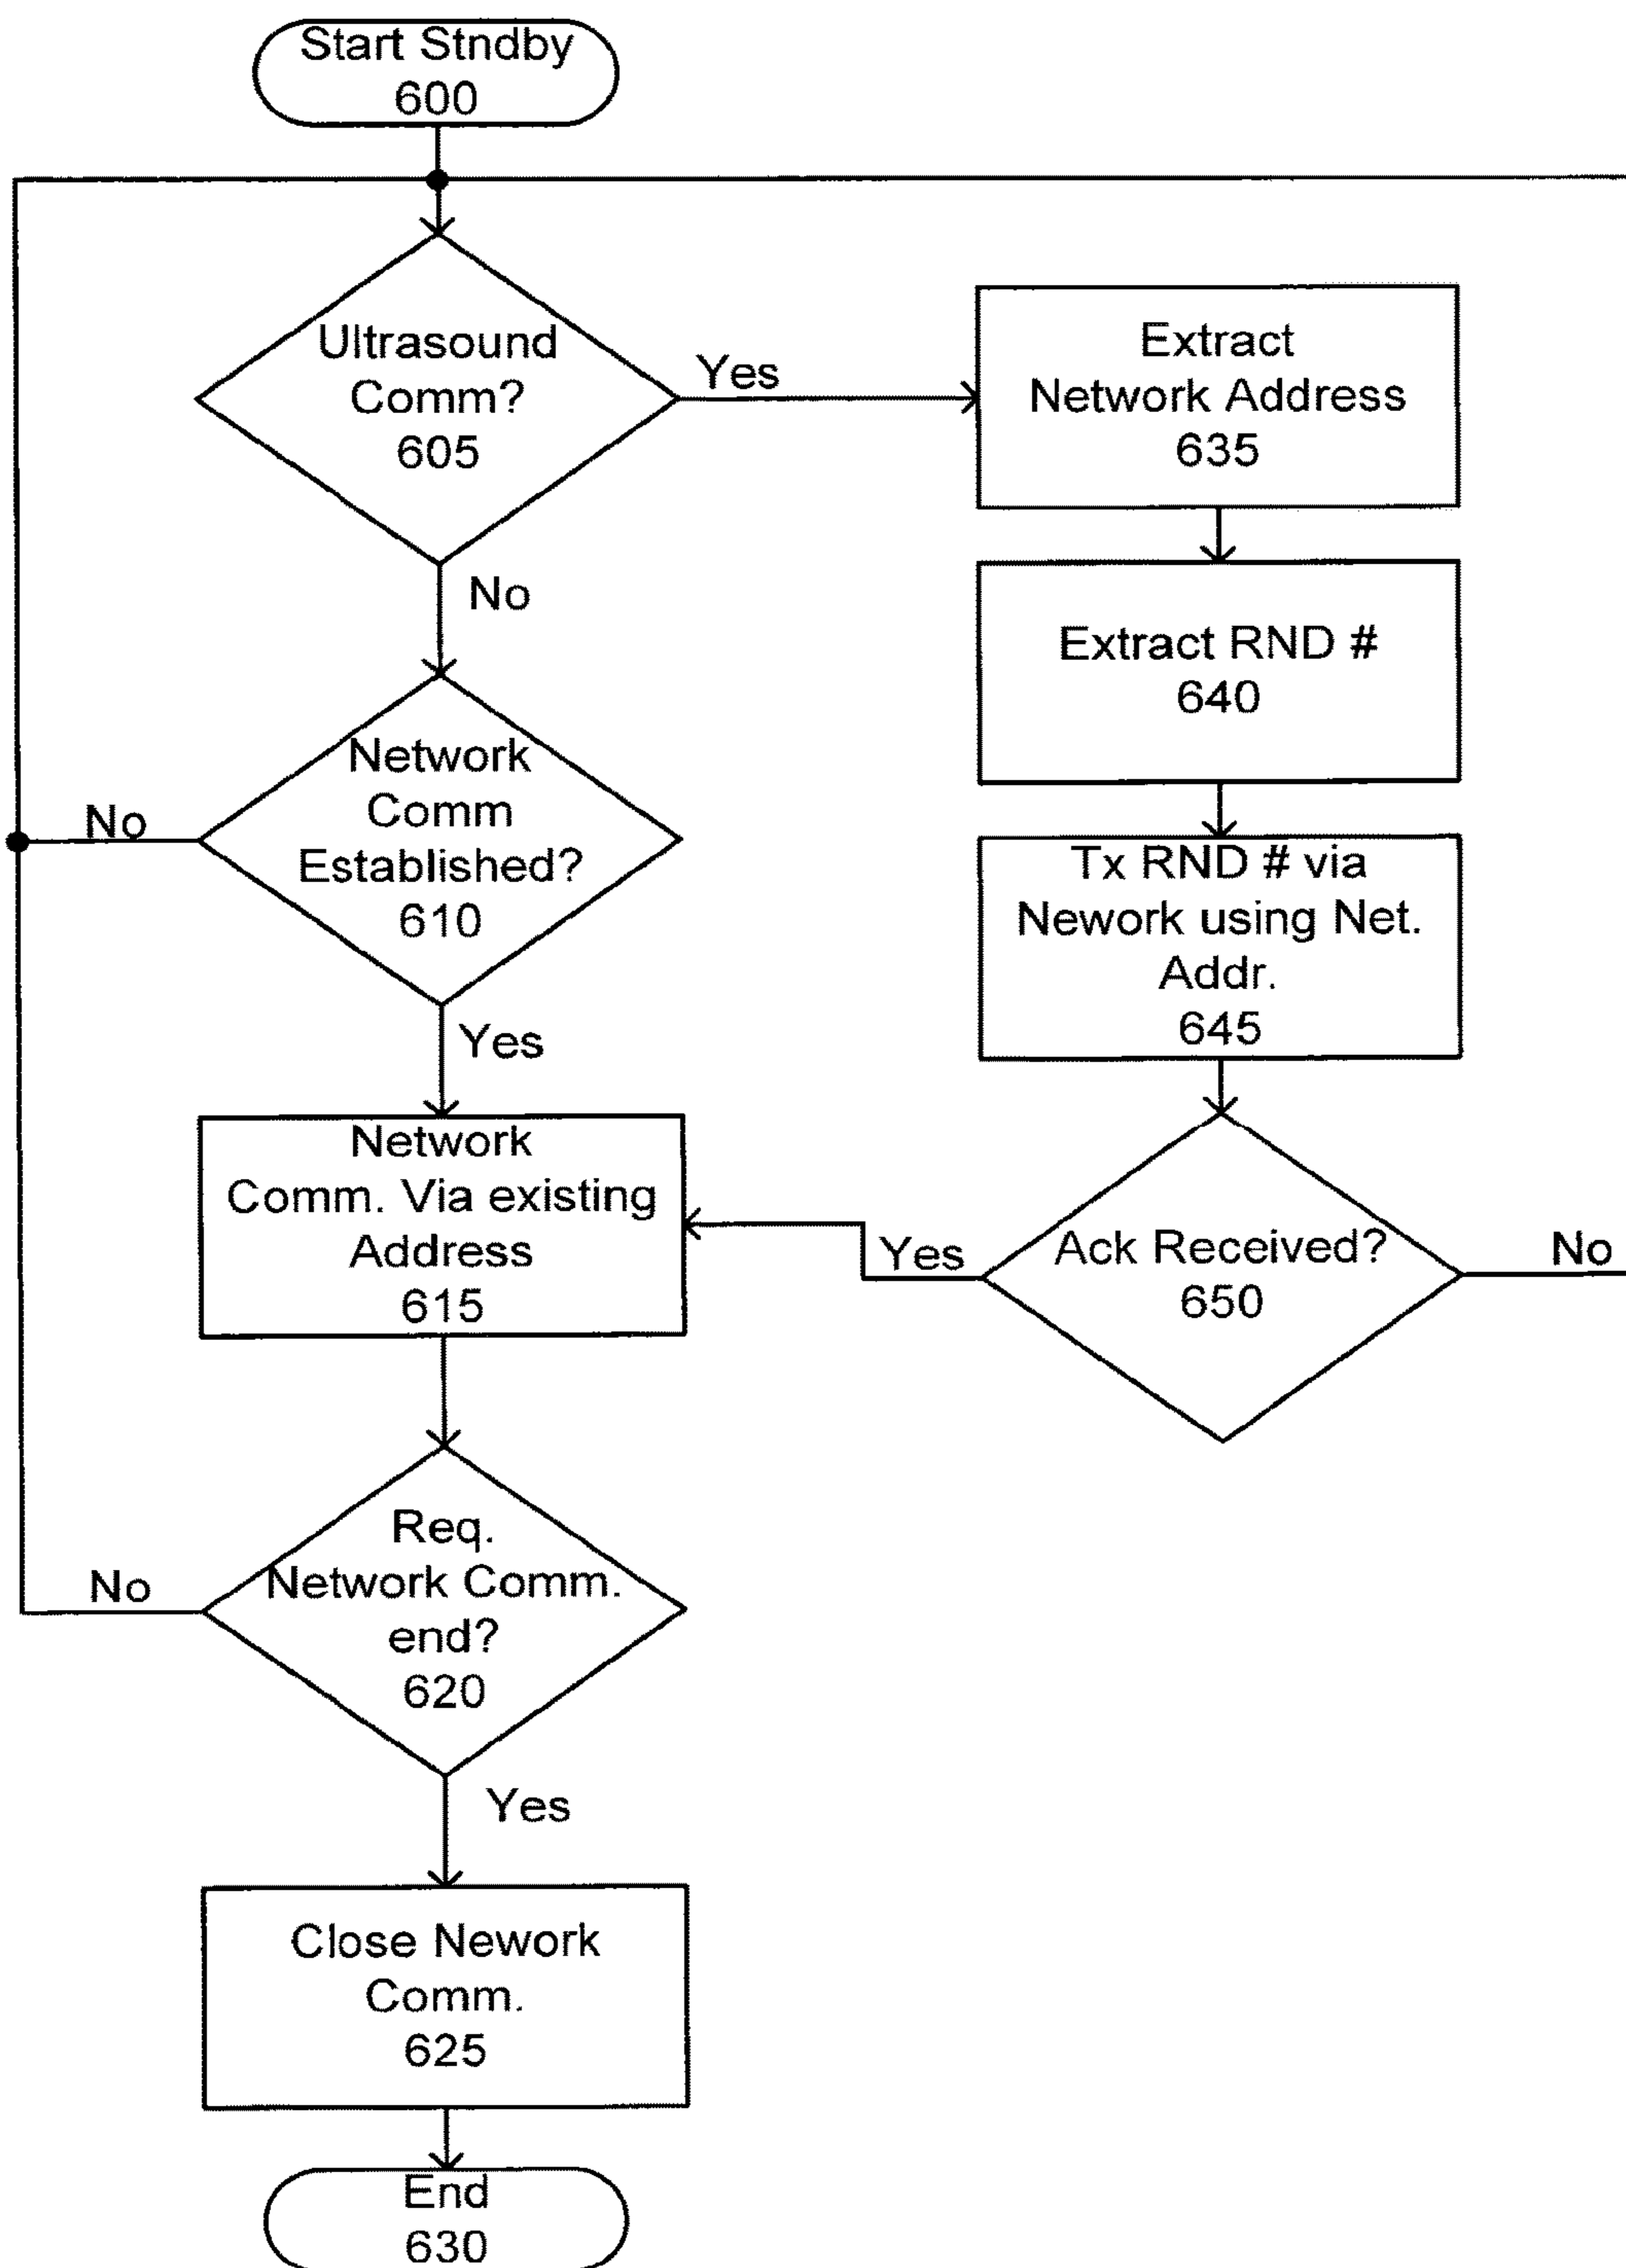 Start Stndby
600
Ultrasound
Comm?
605
Yes
No
Extract
Network Address
635
Extract RND #
640
Network
Comm
Established?
610
No
Yes
Tx RND # via
Nework using Net.
Addr.
645
Network
Comm. Via existing
Address
615
Yes
Ack Received?
650
No
Req.
Network Comm.
end?
620
No
Yes
Close Nework
Comm.
625
End
630